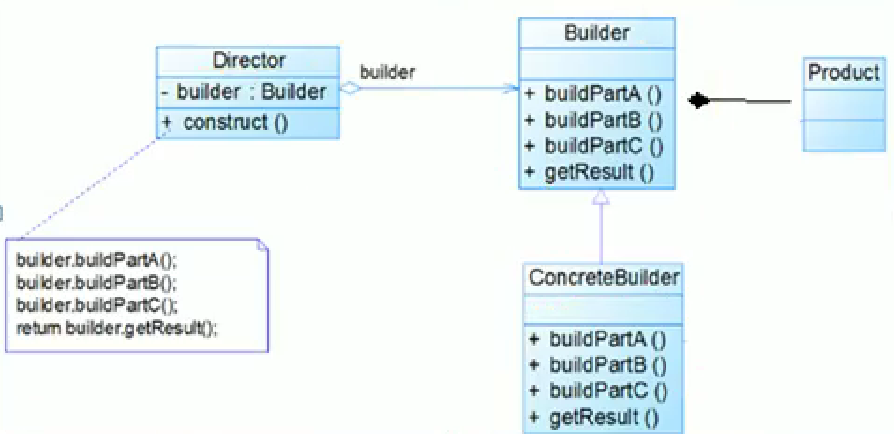 Director
- builder : Builder
+ construct ()
builder
Builder
+ buildPartA ()
+ buildPartB ()
+ buildPartC ()
+ getResult ()
Product
builder.buildPartA();
builder.buildPartB();
builder.buildPartC();
return builder.getResult();
ConcreteBuilder
+ buildPartA ()
+ buildPartB ()
+ buildPartC ()
+ getResult ()